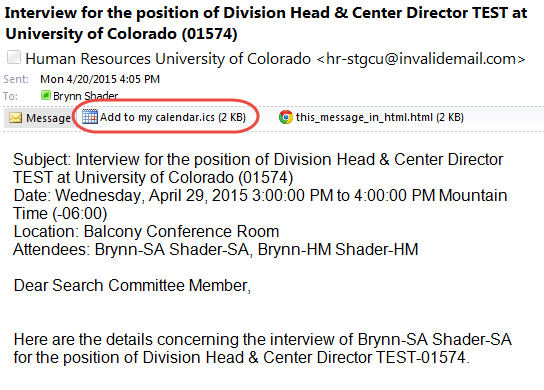 Interview for the position of Division Head & Center Director TEST at
University of Colorado (01574)
Human Resources University of Colorado <hr-stgcu@invalidemail.com>
Sent: Mon 4/20/2015 4:05 PM
To: Brynn Shader
Message Add to my calendar.ics (2 KB) this_message_in_html.html (2 KB)
Subject: Interview for the position of Division Head & Center Director
TEST at University of Colorado (01574)
Date: Wednesday, April 29, 2015 3:00:00 PM to 4:00:00 PM Mountain
Time (-06:00)
Location: Balcony Conference Room
Attendees: Brynn-SA Shader-SA, Brynn-HM Shader-HM
Dear Search Committee Member,
Here are the details concerning the interview of Brynn-SA Shader-SA
for the position of Division Head & Center Director TEST-01574.